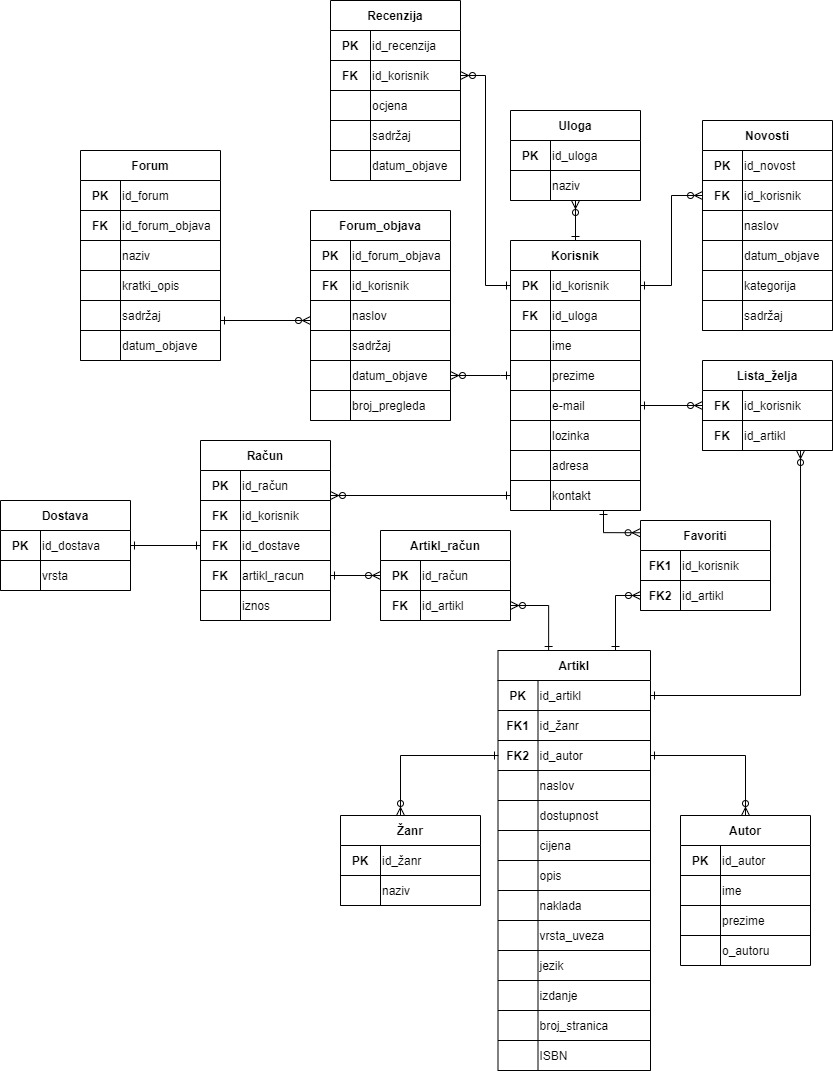 Recenzija
PK id_recenzija
FK id_korisnik
ocjena
sadržaj
datum_objave
Uloga
PK id_uloga
naziv
Novosti
PK id_novost
FK id_korisnik
naslov
datum_objave
kategorija
sadržaj
Forum
PK id_forum
FK id_forum_objava
naziv
kratki_opis
sadržaj
datum_objave
Forum_objava
PK id_forum_objava
FK id_korisnik
naslov
sadržaj
datum_objave
broj_pregleda
Korisnik
PK id_korisnik
FK id_uloga
ime
prezime
e-mail
lozinka
adresa
kontakt
Lista_želja
FK id_korisnik
FK id_artikl
Račun
PK id_račun
FK id_korisnik
FK id_dostave
FK artikl_racun
iznos
Dostava
PK id_dostava
vrsta
Artikl_račun
PK id_račun
FK id_artikl
Favoriti
FK1 id_korisnik
FK2 id_artikl
Artikl
PK id_artikl
FK1 id_žanr
FK2 id_autor
naslov
dostupnost
cijena
opis
naklada
vrsta_uveza
jezik
izdanje
broj_stranica
ISBN
Žanr
PK id_žanr
naziv
Autor
PK id_autor
ime
prezime
o_autoru